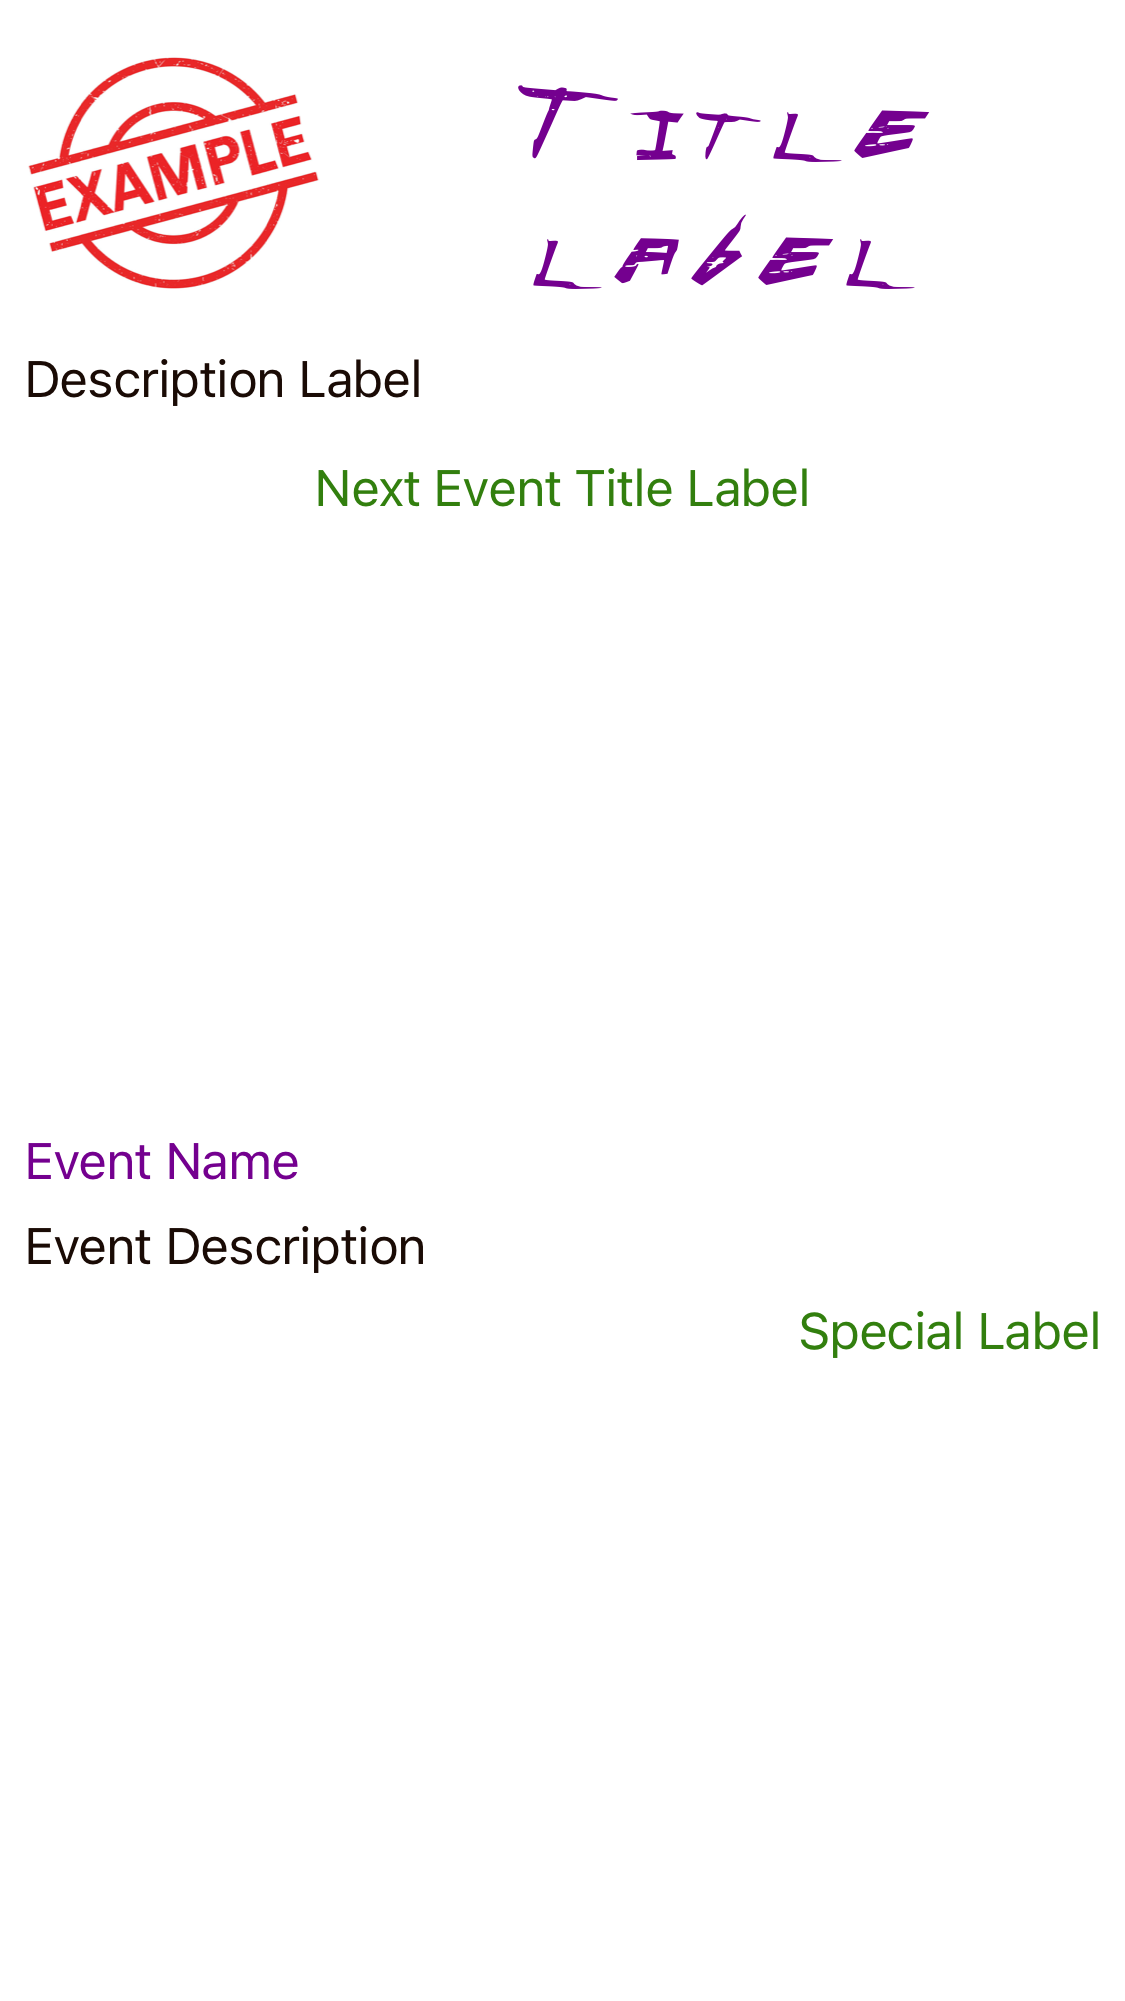 EXAMPLE
Title
Label
Description Label
Next Event Title Label
Event Name
Event Description
Special Label